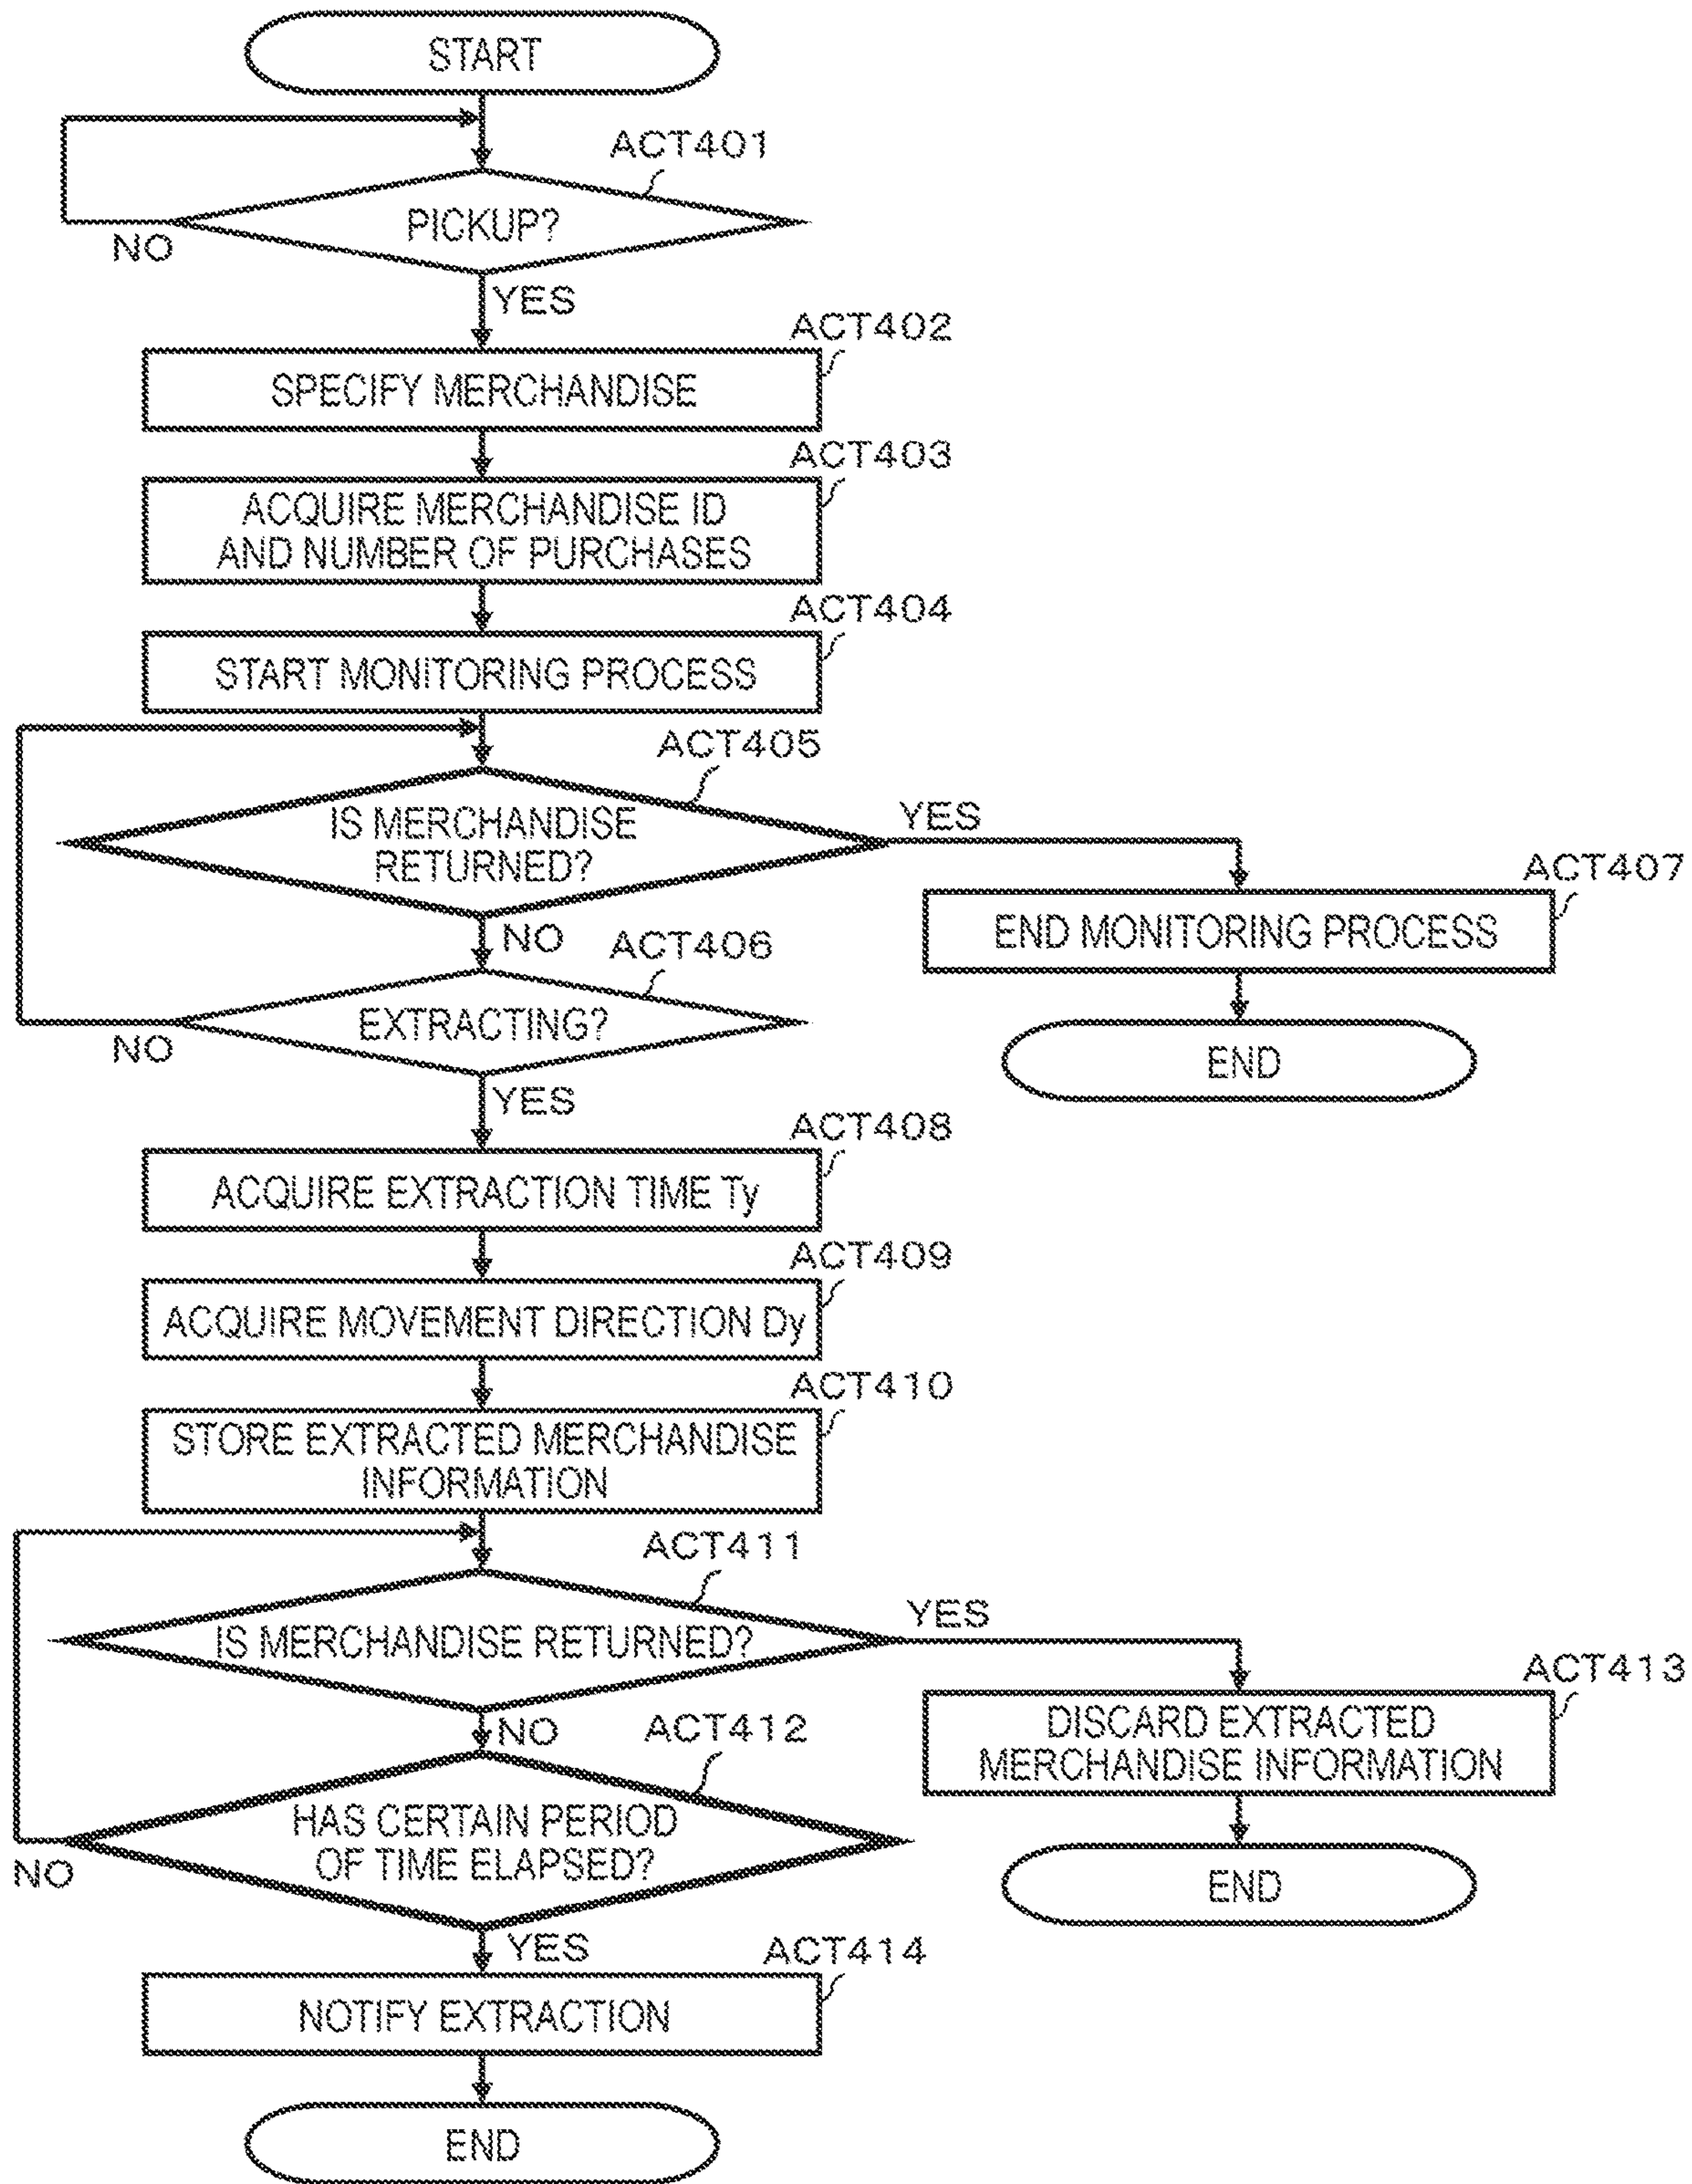 START
ACT401
PICKUP?
NO
YES
ACT402
SPECIFY MERCHANDISE
ACT403
ACQUIRE MERCHANDISE ID
AND NUMBER OF PURCHASES
ACT404
START MONITORING PROCESS
ACT405
IS MERCHANDISE
RETURNED?
YES
ACT407
END MONITORING PROCESS
END
NO
ACT406
EXTRACTING?
NO
YES
ACT408
ACQUIRE EXTRACTION TIME Ty
ACT409
ACQUIRE MOVEMENT DIRECTION Dy
ACT410
STORE EXTRACTED MERCHANDISE
INFORMATION
ACT411
IS MERCHANDISE RETURNED?
YES
ACT413
DISCARD EXTRACTED
MERCHANDISE INFORMATION
END
NO
ACT412
HAS CERTAIN PERIOD
OF TIME ELAPSED?
NO
YES
ACT414
NOTIFY EXTRACTION
END